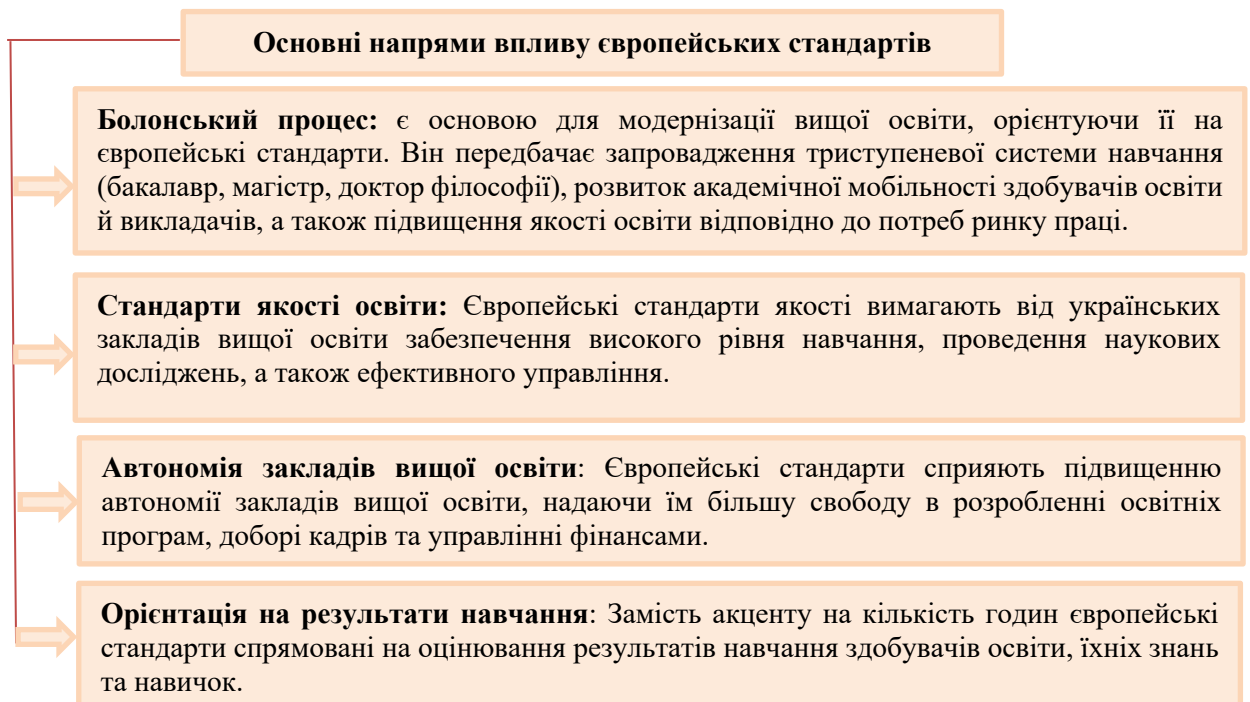 Основні напрями впливу європейських стандартів
Болонський процес: є основою для модернізації вищої освіти, орієнтуючи її на
європейські стандарти. Він передбачає запровадження триступеневої системи навчання
(бакалавр, магістр, доктор філософії), розвиток академічної мобільності здобувачів освіти
й викладачів, а також підвищення якості освіти відповідно до потреб ринку праці.
Стандарти якості освіти: Європейські стандарти якості вимагають від українських
закладів вищої освіти забезпечення високого рівня навчання, проведення наукових
досліджень, а також ефективного управління.
Автономія закладів вищої освіти: Європейські стандарти сприяють підвищенню
автономії закладів вищої освіти, надаючи їм більшу свободу в розробленні освітніх
програм, доборі кадрів та управлінні фінансами.
Орієнтація на результати навчання: Замість акценту на кількість годин європейські
стандарти спрямовані на оцінювання результатів навчання здобувачів освіти, їхніх знань
та навичок.